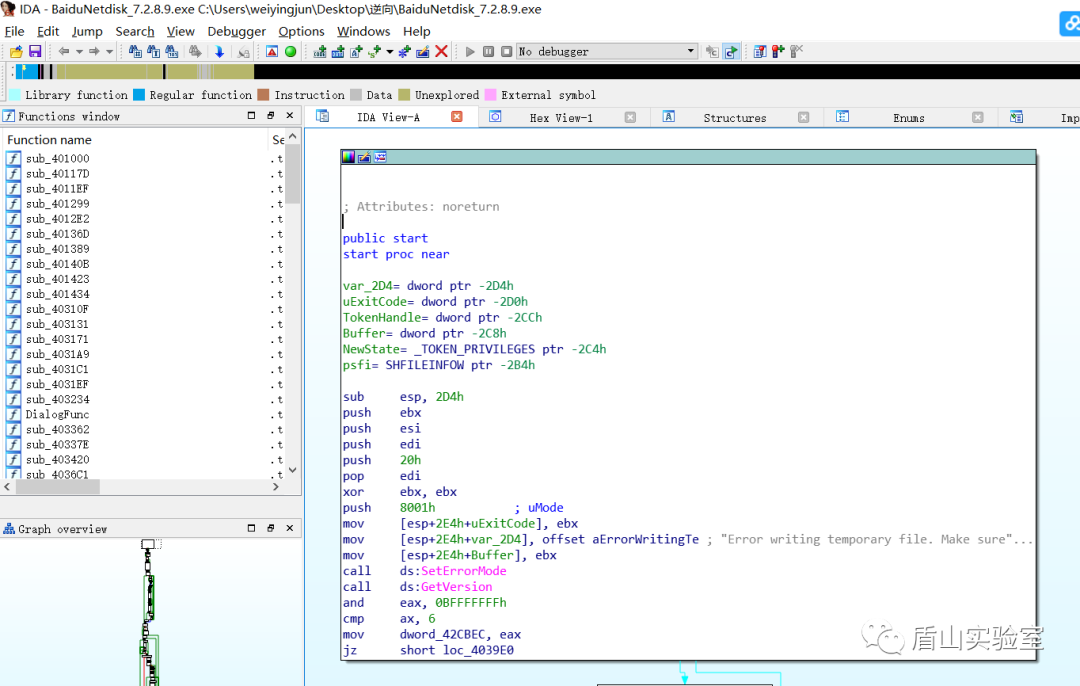 IDA - BaiduNetdisk_7.2.8.9.exe C:\Users\weiyingjun\Desktop\逆向\BaiduNetdisk_7.2.8.9.exe
File Edit Jump Search View Debugger Options Windows Help
No debugger
Library function Regular function Instruction Data Unexplored External symbol
Functions window
IDA View-A Hex View-1 Structures Enums Imp
Function name Se
sub_401000 .t
sub_40117D .t
sub_4011EF .t
sub_401299 .t
sub_4012E2 .t
sub_40136D .t
sub_401389 .t
sub_40140B .t
sub_401423 .t
sub_401434 .t
sub_40310F .t
sub_403131 .t
sub_403171 .t
sub_4031A9 .t
sub_4031C1 .t
sub_4031EF .t
sub_403234 .t
DialogFunc .t
sub_403362 .t
sub_40337E .t
sub_403420 .t
sub_4036C1 .t
Graph overview
; Attributes: noreturn
public start
start proc near
var_2D4= dword ptr -2D4h
uExitCode= dword ptr -2D0h
TokenHandle= dword ptr -2CCh
Buffer= dword ptr -2C8h
NewState= _TOKEN_PRIVILEGES ptr -2C4h
psfi= SHFILEINFOW ptr -2B4h
sub esp, 2D4h
push ebx
push esi
push edi
push 20h
pop edi
xor ebx, ebx
push 8001h ; uMode
mov [esp+2E4h+uExitCode], ebx
mov [esp+2E4h+var_2D4], offset aErrorWritingTe ; "Error writing temporary file. Make sure"...
mov [esp+2E4h+Buffer], ebx
call ds:SetErrorMode
call ds:GetVersion
and eax, 0BFFFFFFFh
cmp ax, 6
mov dword_42CBEC, eax
jz short loc_4039E0
盾山实验室